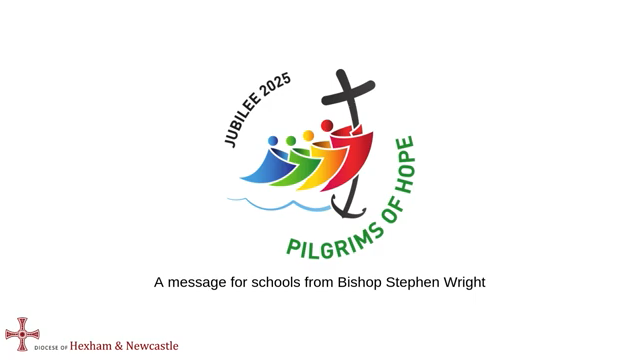 JUBILEE 2025
PILGRIMS OF HOPE
A message for schools from Bishop Stephen Wright
DIOCESE OF Hexham & Newcastle